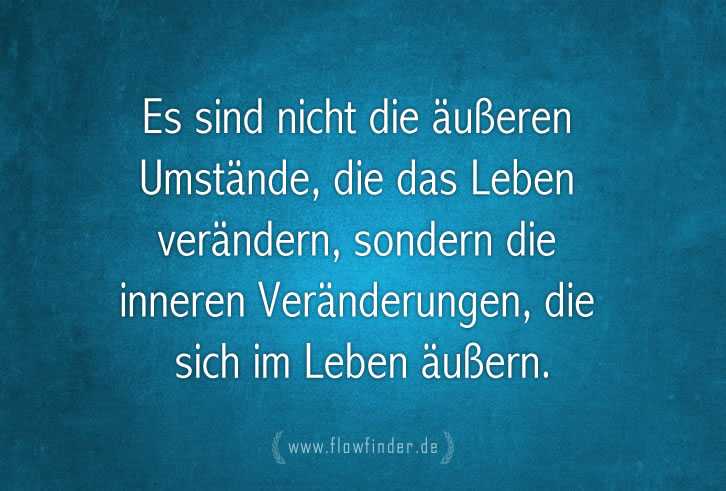 Es sind nicht die äußeren
Umstände, die das Leben
verändern, sondern die
inneren Veränderungen, die
sich im Leben äußern.
www.flowfinder.de